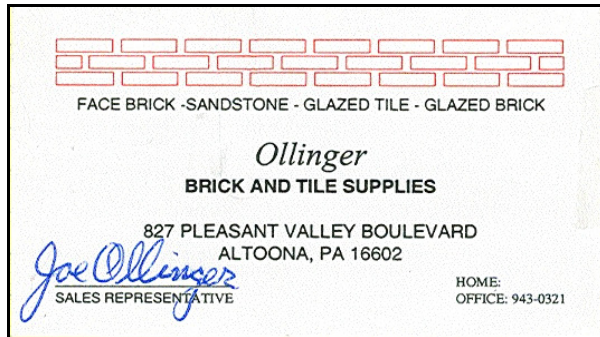 FACE BRICK -SANDSTONE - GLAZED TILE - GLAZED BRICK
Ollinger
BRICK AND TILE SUPPLIES
827 PLEASANT VALLEY BOULEVARD
ALTOONA, PA 16602
Joe Ollinger
SALES REPRESENTATIVE
HOME:
OFFICE: 943-0321